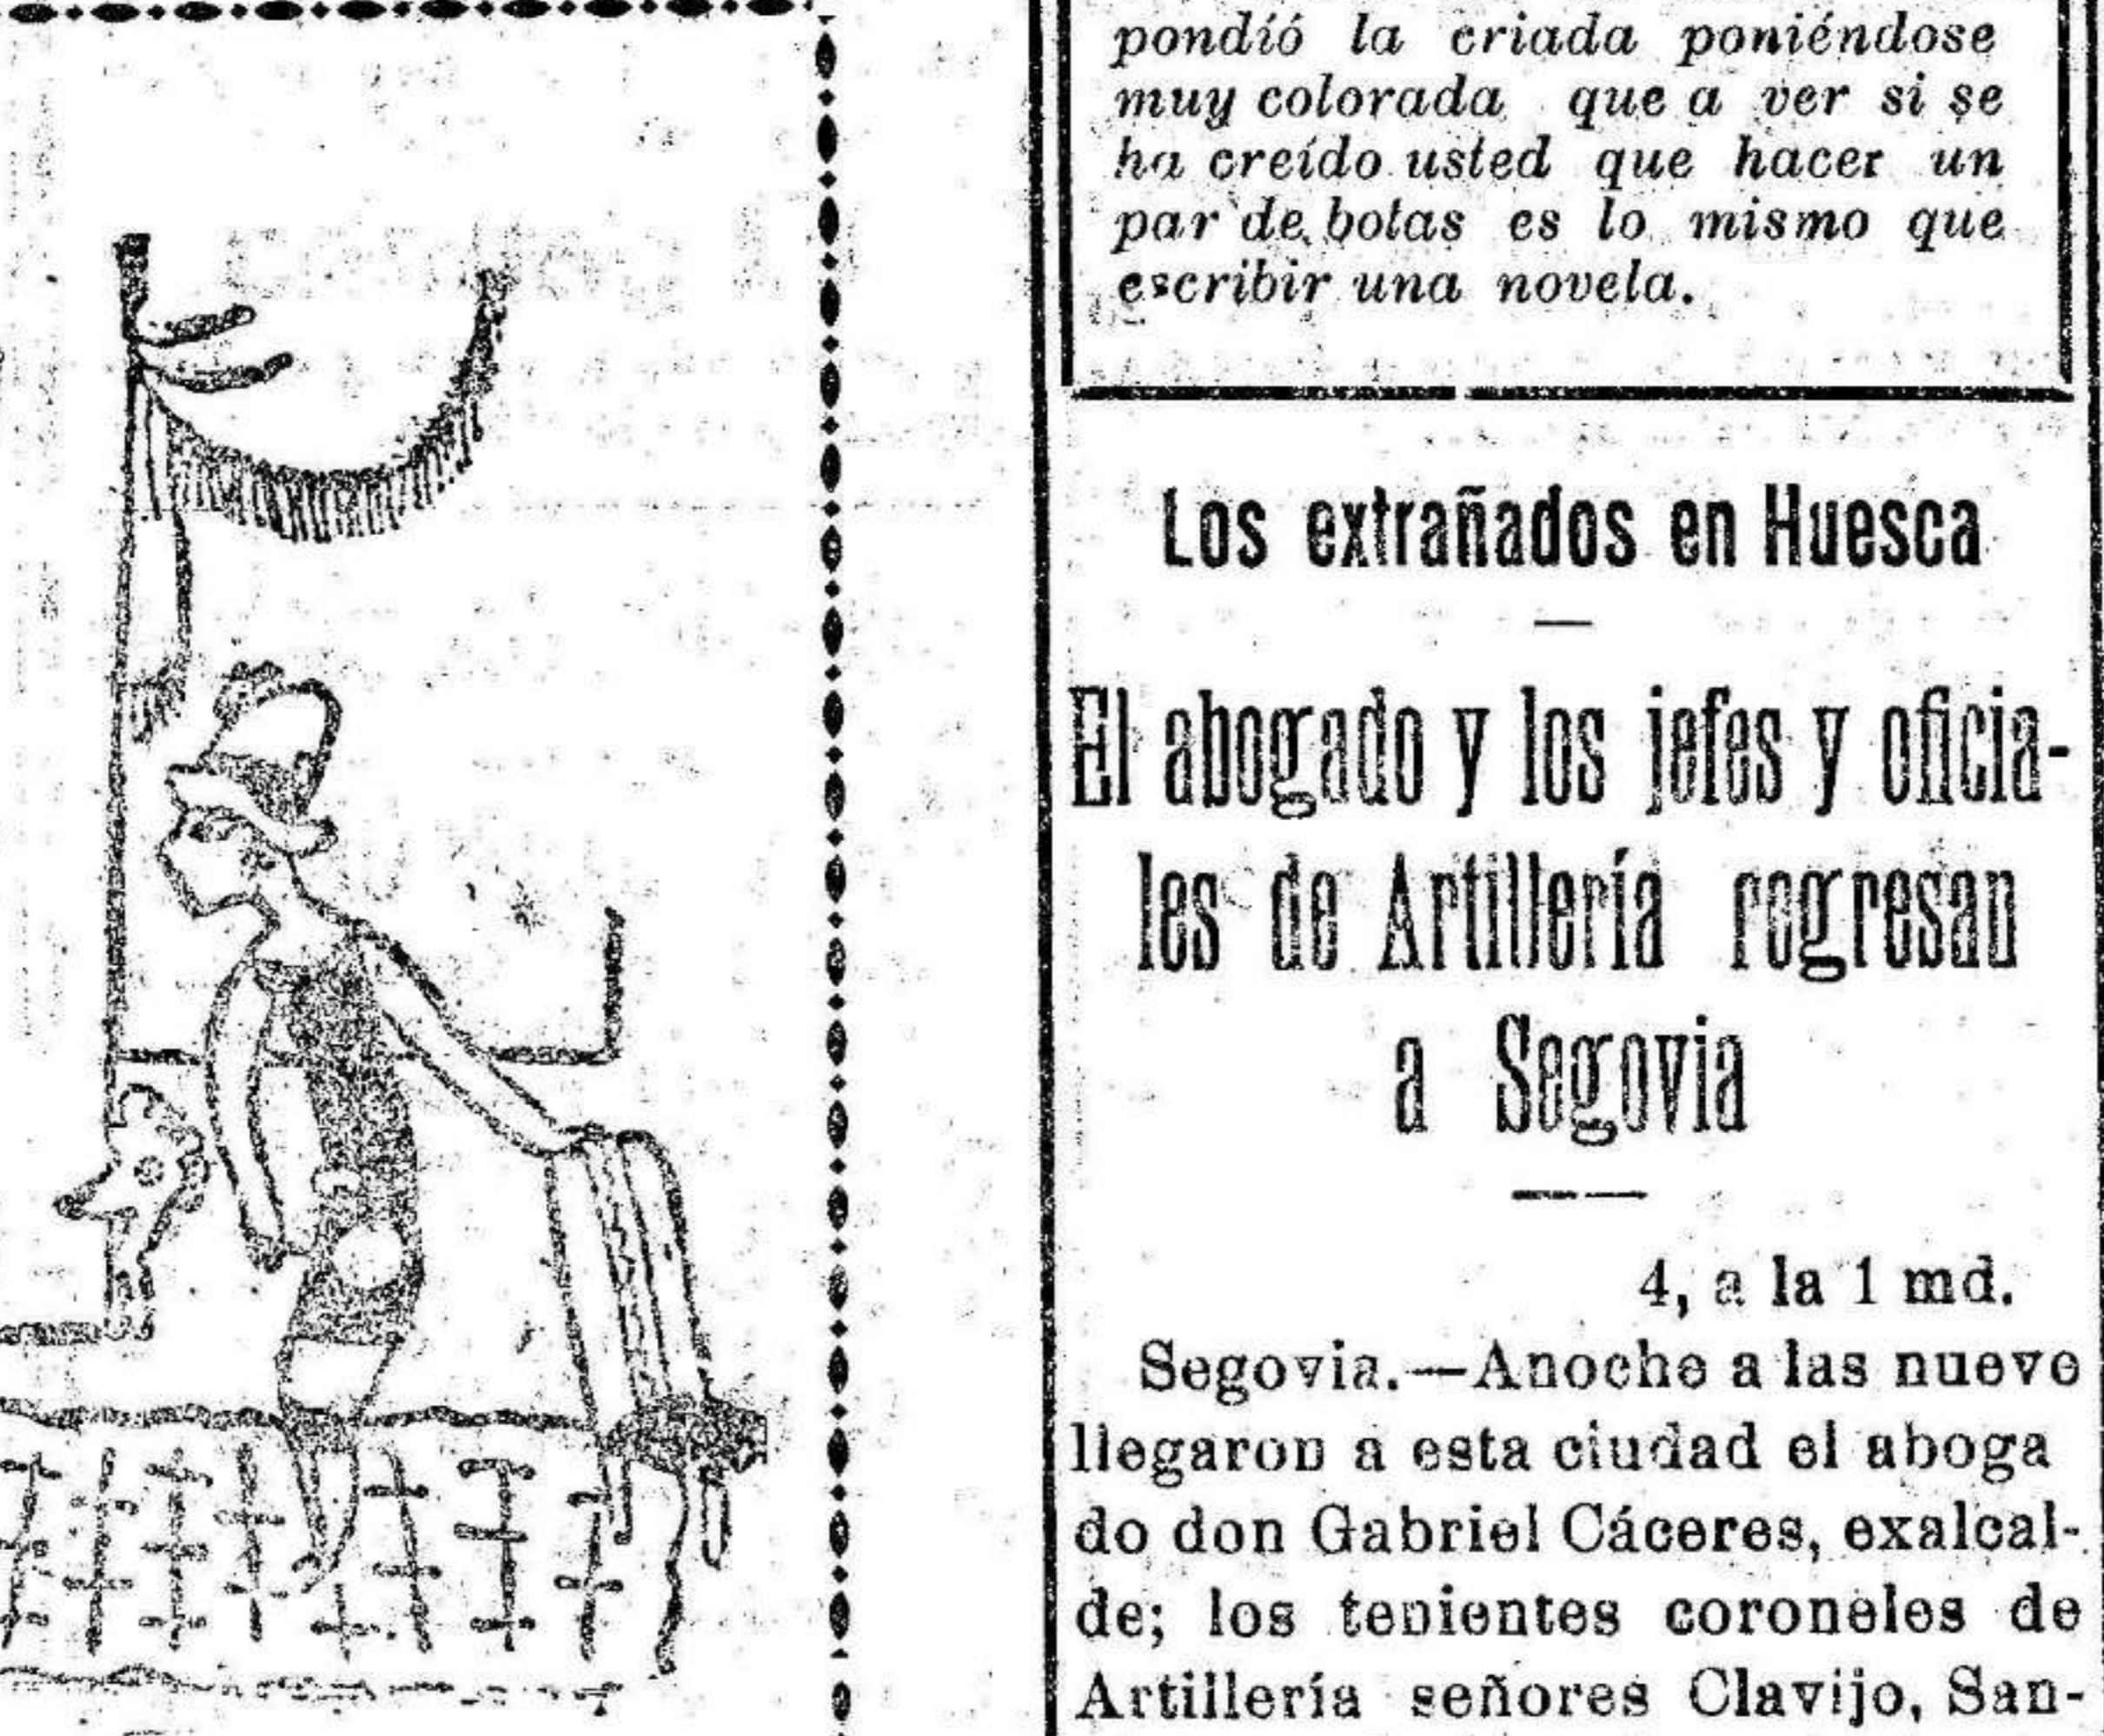 pondió la criada poniéndose
muy colorada que a ver si se
ha creído usted que hacer un
par de botas es lo mismo que
escribir una novela.
Los extrañados en Huesca
El abogado y los jefes y oficia-
les de Artillería regresan
a Segovia
4, a la 1 md.
Segovia.—Anoche a las nueve
llegaron a esta ciudad el aboga
do don Gabriel Cáceres, exalcal-
de; los tenientes coroneles de
Artillería señores Clavijo, San-